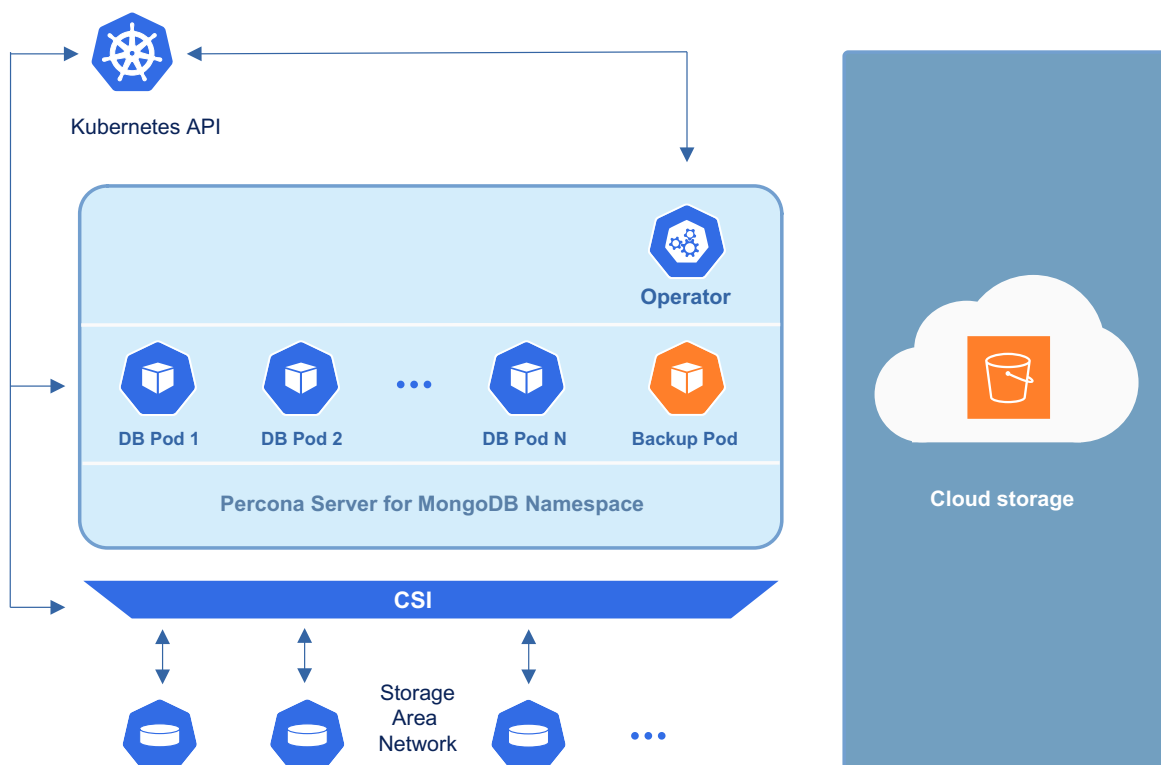 Kubernetes API
Operator
DB Pod 1
DB Pod 2
DB Pod N
Backup Pod
Percona Server for MongoDB Namespace
Cloud storage
CSI
Storage
Area
Network